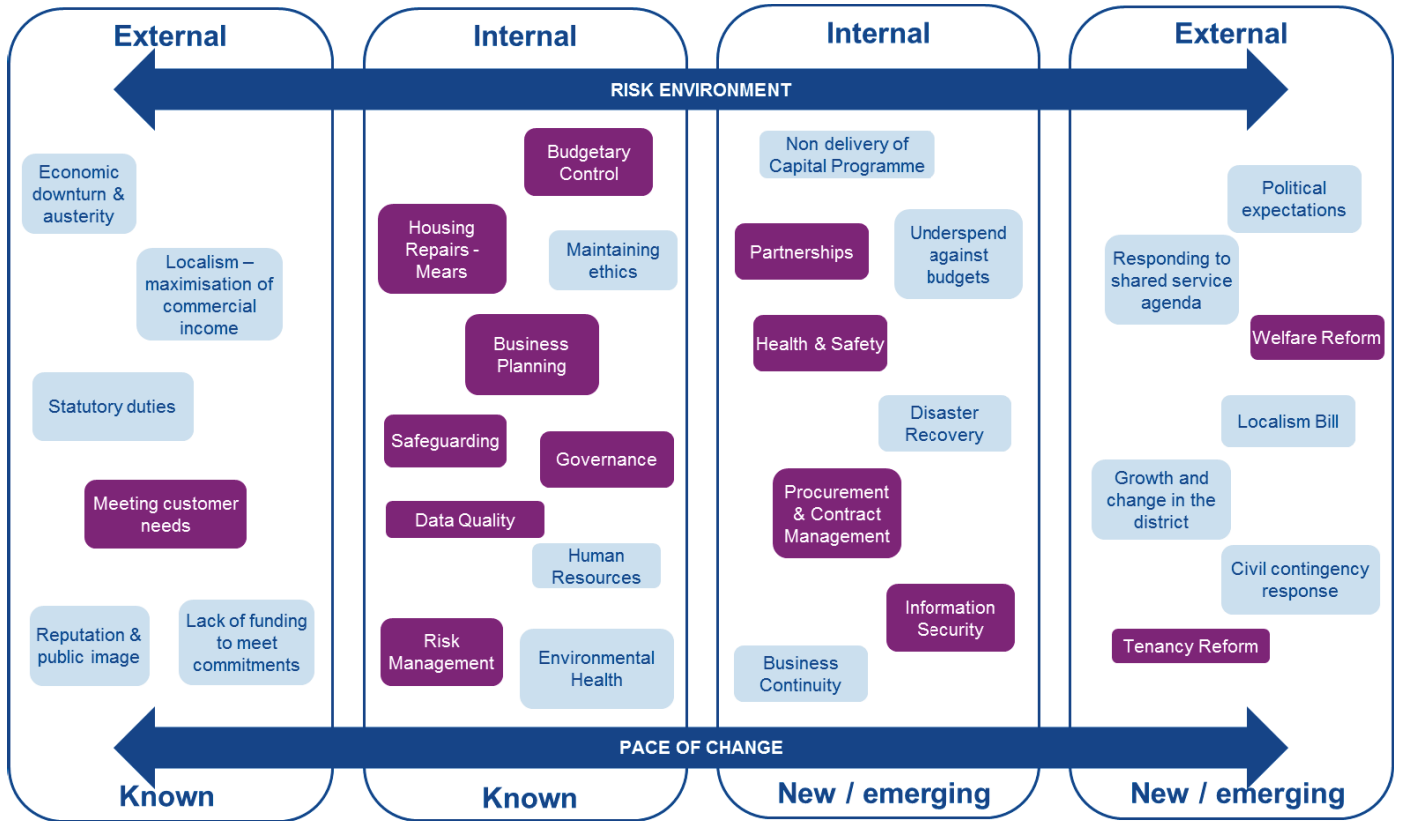 External
Internal
Internal
External
RISK ENVIRONMENT
Economic
downturn &
austerity
Localism –
maximisation of
commercial
income
Statutory duties
Meeting customer
needs
Reputation &
public image
Lack of funding
to meet
commitments
Budgetary
Control
Housing
Repairs -
Mears
Maintaining
ethics
Business
Planning
Safeguarding
Governance
Data Quality
Human
Resources
Risk
Management
Environmental
Health
Non delivery of
Capital Programme
Partnerships
Underspend
against
budgets
Health & Safety
Disaster
Recovery
Procurement
& Contract
Management
Information
Security
Business
Continuity
Political
expectations
Responding to
shared service
agenda
Welfare Reform
Localism Bill
Growth and
change in the
district
Civil contingency
response
Tenancy Reform
PACE OF CHANGE
Known
Known
New / emerging
New / emerging